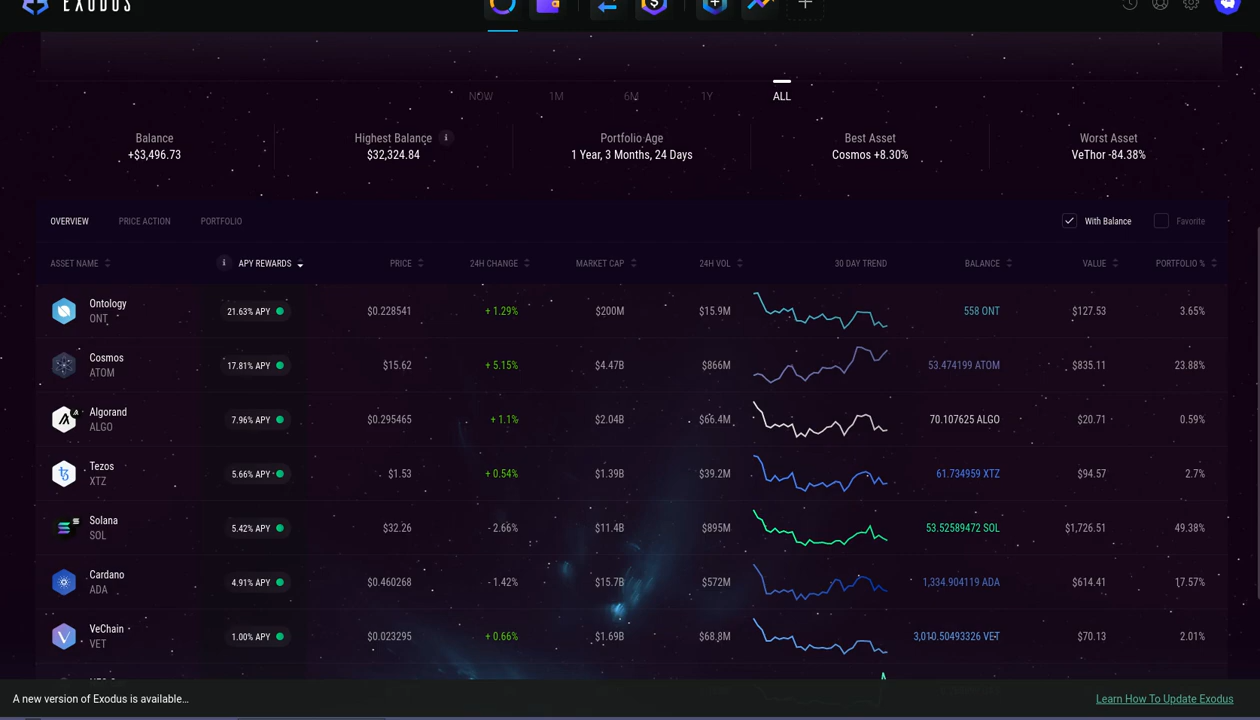 EXODUS
NOW 1M 6M 1Y ALL
Balance Highest Balance i Portfolio Age Best Asset Worst Asset
+$3,496.73 $32,324.84 1 Year, 3 Months, 24 Days Cosmos +8.30% VeThor -84.38%
OVERVIEW PRICE ACTION PORTFOLIO With Balance Favorite
ASSET NAME i APY REWARDS PRICE 24H CHANGE MARKET CAP 24H VOL 30 DAY TREND BALANCE VALUE PORTFOLIO %
Ontology
ONT
21.63% APY $0.228541 + 1.29% $200M $15.9M 558 ONT $127.53 3.65%
Cosmos
ATOM
17.81% APY $15.62 + 5.15% $4.47B $866M 53.474199 ATOM $835.11 23.88%
Algorand
ALGO
7.96% APY $0.295465 + 1.1% $2.04B $66.4M 70.107625 ALGO $20.71 0.59%
Tezos
XTZ
5.66% APY $1.53 + 0.54% $1.39B $39.2M 61.734959 XTZ $94.57 2.7%
Solana
SOL
5.42% APY $32.26 - 2.66% $11.4B $895M 53.52589472 SOL $1,726.51 49.38%
Cardano
ADA
4.91% APY $0.460268 - 1.42% $15.7B $572M 1,334.904119 ADA $614.41 17.57%
VeChain
VET
1.00% APY $0.023295 + 0.66% $1.69B $68.8M 3,010.50493326 VET $70.13 2.01%
A new version of Exodus is available... Learn How To Update Exodus